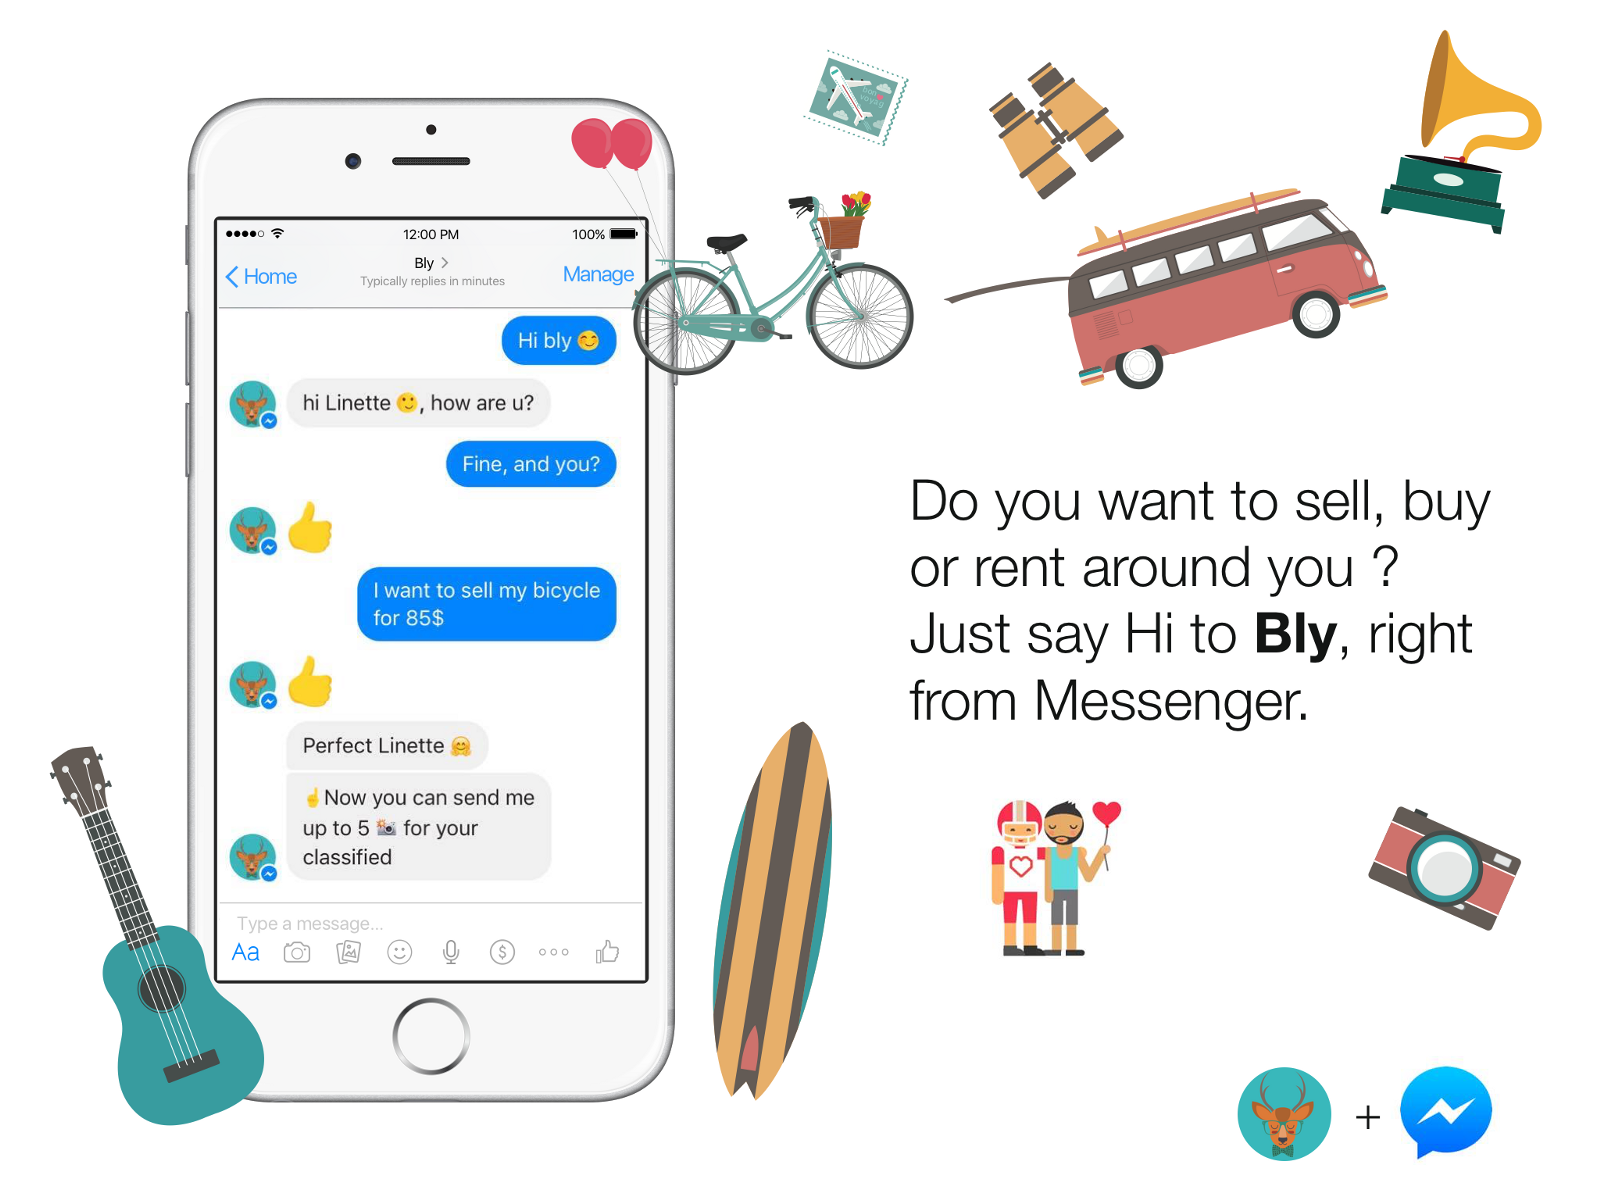 bon
voyag
12:00 PM
100%
Home
Bly
Typically replies in minutes
Manage
Hi bly 😊
hi Linette 🙂, how are u?
Fine, and you?
👍
I want to sell my bicycle
for 85$
👍
Perfect Linette 🤗
☝️Now you can send me
up to 5 📸 for your
classified
Type a message...
Aa
$
Do you want to sell, buy
or rent around you ?
Just say Hi to Bly, right
from Messenger.
+